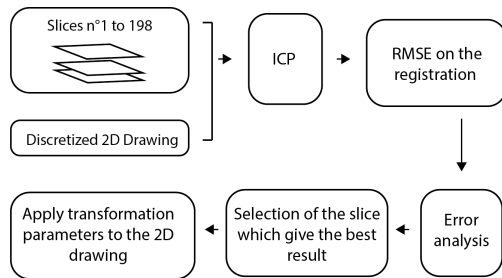 Slices n°1 to 198
Discretized 2D Drawing
ICP
RMSE on the
registration
Error
analysis
Selection of the slice
which give the best
result
Apply transformation
parameters to the 2D
drawing